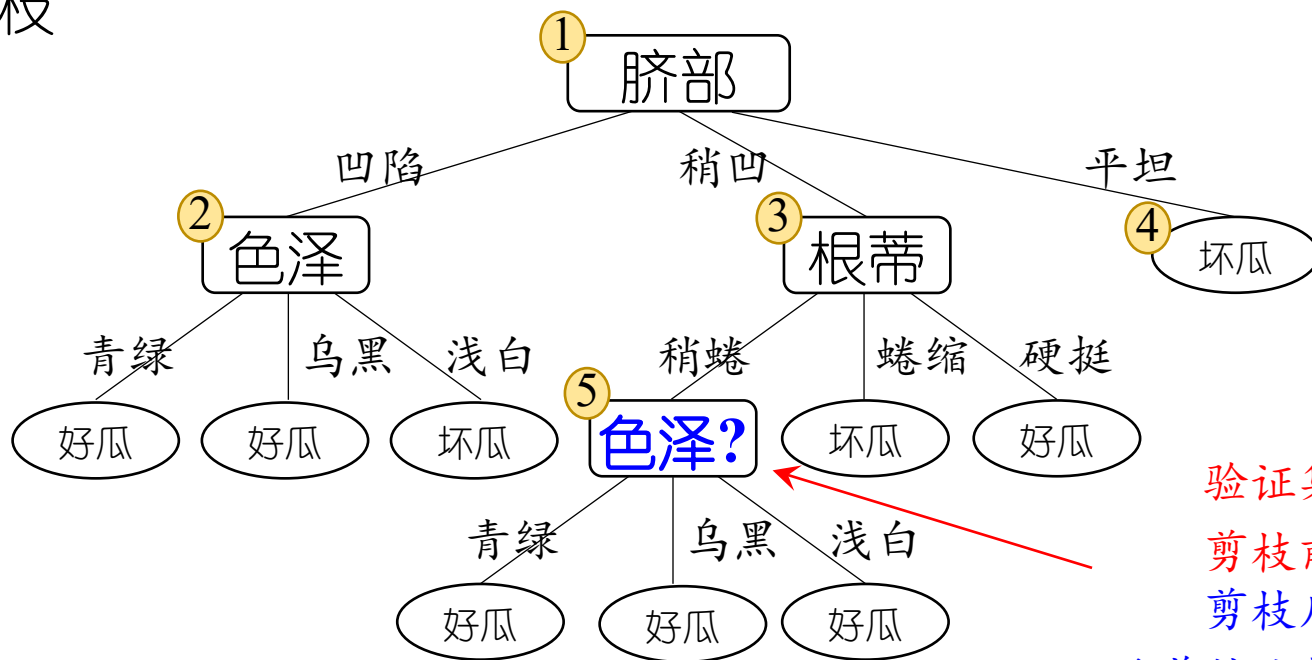 枝
1
脐部
凹陷 稍凹 平坦
2 色泽
3 根蒂
4 坏瓜
青绿 乌黑 浅白 稍蜷 蜷缩 硬挺
好瓜 好瓜 坏瓜
5 色泽?
坏瓜 好瓜
验证
剪枝
青绿 乌黑 浅白
剪枝
好瓜 好瓜 好瓜